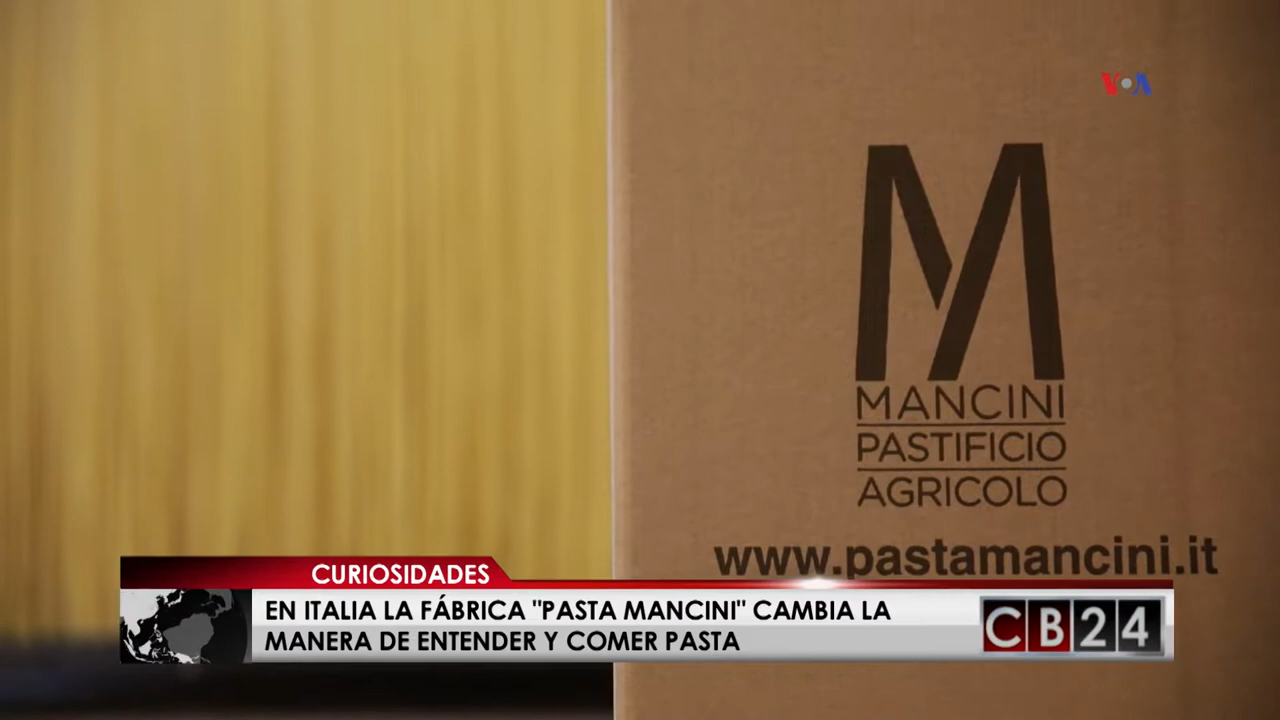 VOA
M
MANCINI
PASTIFICIO
AGRICOLO
www.pastamancini.it
CURIOSIDADES
EN ITALIA LA FÁBRICA "PASTA MANCINI" CAMBIA LA
MANERA DE ENTENDER Y COMER PASTA
CB24